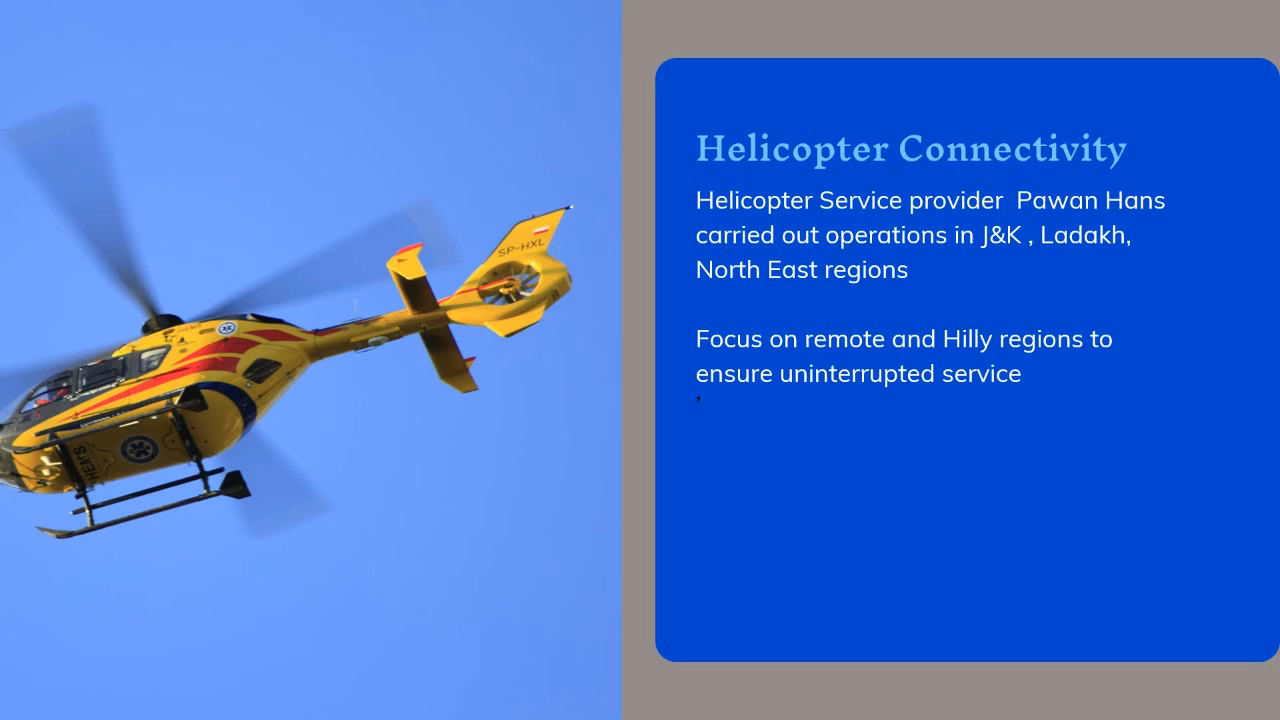 SP-HXL
HEMS
Helicopter Connectivity
Helicopter Service provider  Pawan Hans
carried out operations in J&K , Ladakh,
North East regions
Focus on remote and Hilly regions to
ensure uninterrupted service
,